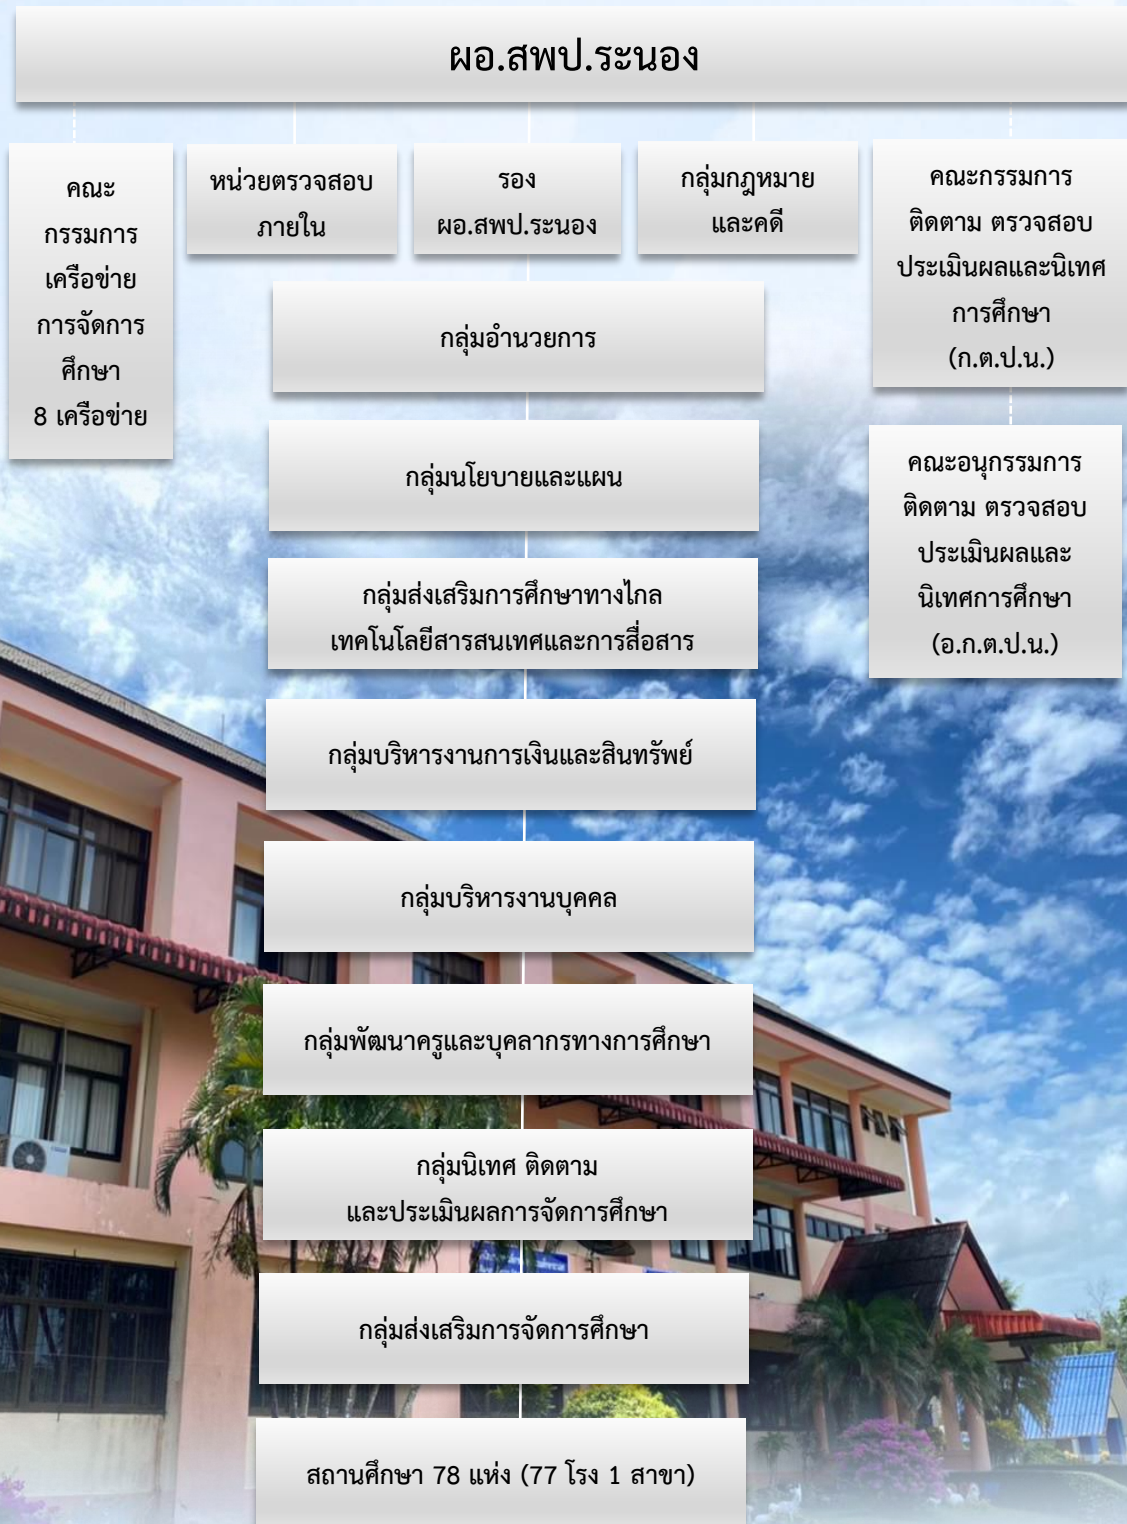 ผอ.สพป.ระนอง
คณะ
กรรมการ
เครือข่าย
การจัดการ
ศึกษา
8 เครือข่าย
หน่วยตรวจสอบ
ภายใน
รอง
ผอ.สพป.ระนอง
กลุ่มกฎหมาย
และคดี
คณะกรรมการ
ติดตาม ตรวจสอบ
ประเมินผลและนิเทศ
การศึกษา
(ก.ต.ป.น.)
คณะอนุกรรมการ
ติดตาม ตรวจสอบ
ประเมินผลและ
นิเทศการศึกษา
(อ.ก.ต.ป.น.)
กลุ่มอำนวยการ
กลุ่มนโยบายและแผน
กลุ่มส่งเสริมการศึกษาทางไกล
เทคโนโลยีสารสนเทศและการสื่อสาร
กลุ่มบริหารงานการเงินและสินทรัพย์
กลุ่มบริหารงานบุคคล
กลุ่มพัฒนาครูและบุคลากรทางการศึกษา
กลุ่มนิเทศ ติดตาม
และประเมินผลการจัดการศึกษา
กลุ่มส่งเสริมการจัดการศึกษา
สถานศึกษา 78 แห่ง (77 โรง 1 สาขา)